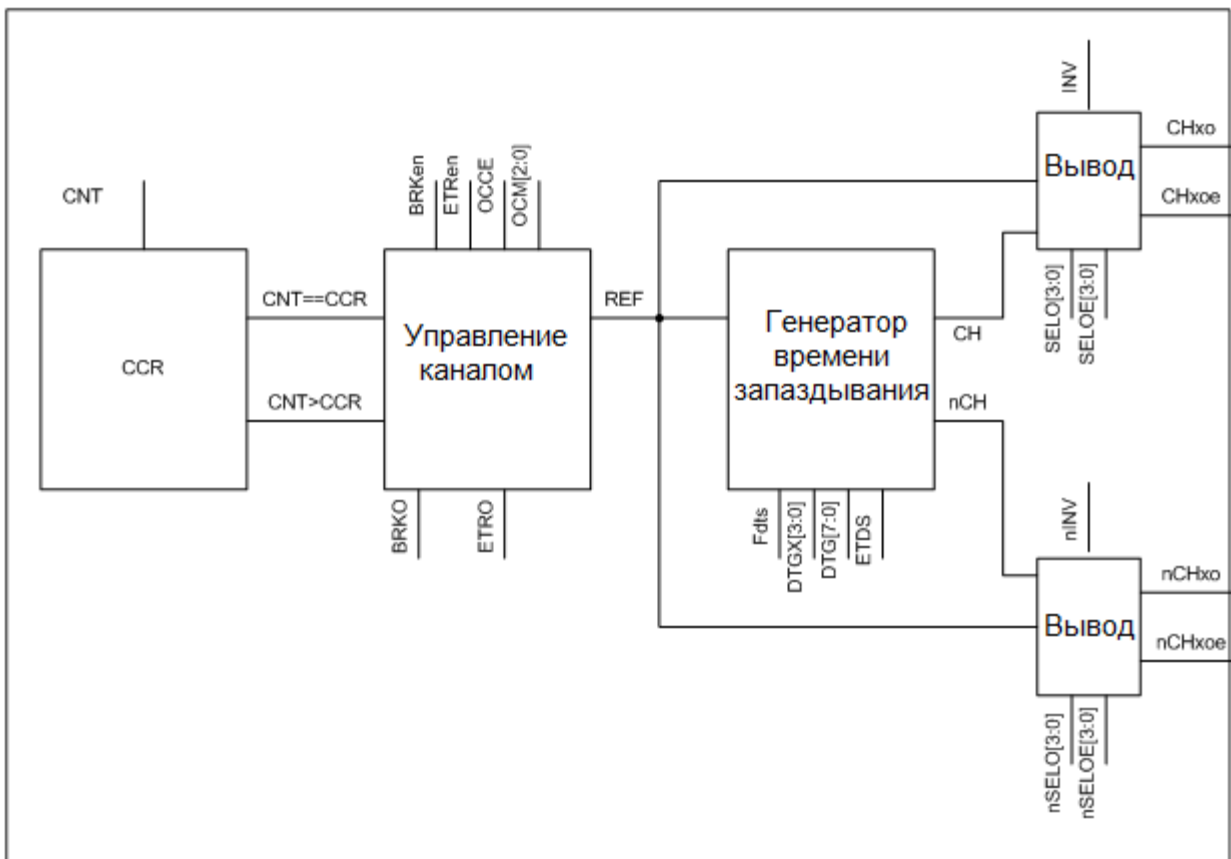 INV
CHxo
Вывод
CHxoe
SELO[3:0]
SELOE[3:0]
CNT
BRKen
ETRen
OCCE
OCM[2:0]
CCR
CNT==CCR
CNT>CCR
Управление
каналом
BRKO
ETRO
REF
Генератор
времени
запаздывания
CH
nCH
Fdts
DTGX[3:0]
DTG[7:0]
ETDS
nINV
nCHxo
Вывод
nCHxoe
nSELO[3:0]
nSELOE[3:0]